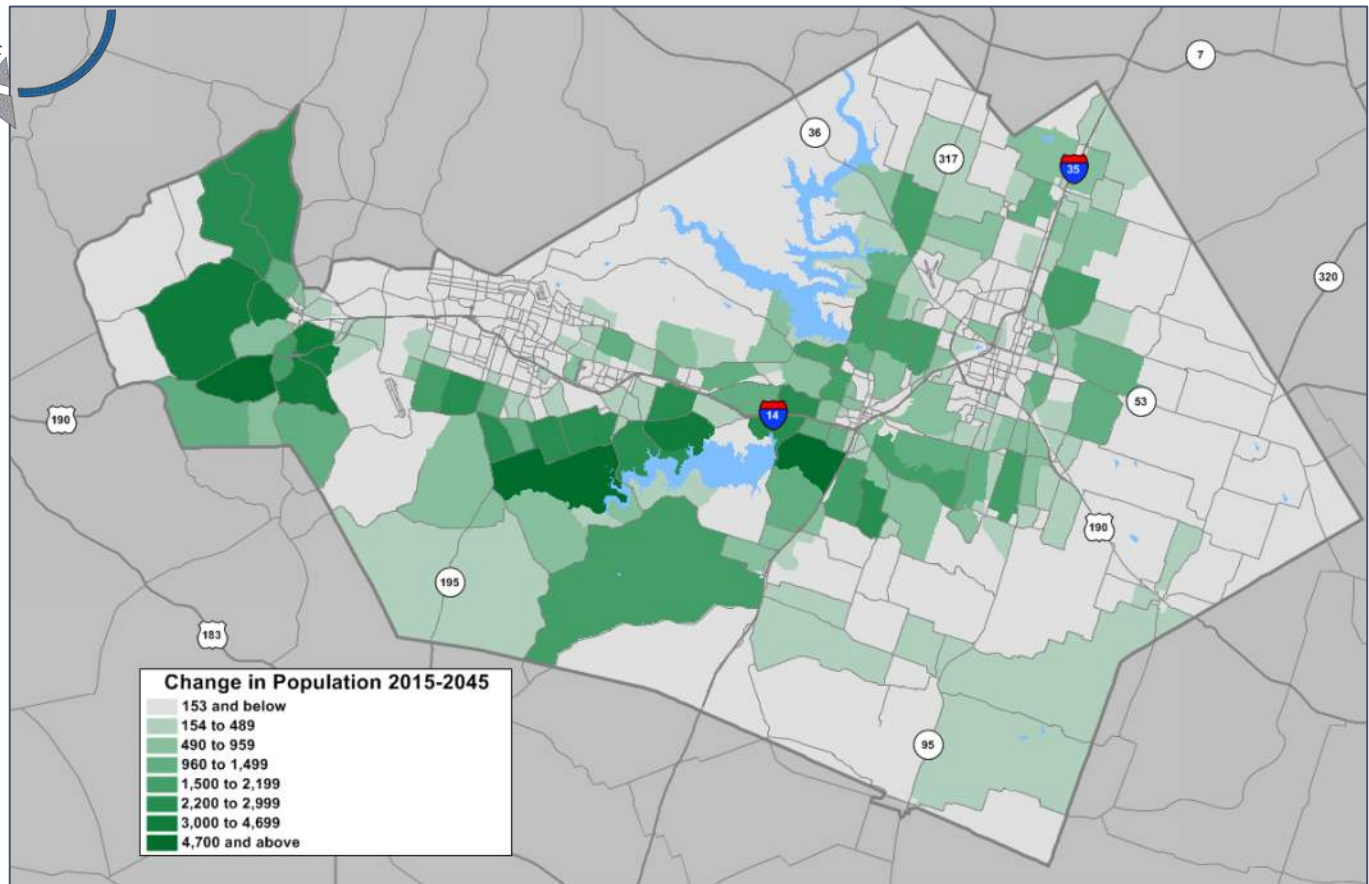 7
36
317
35
320
190
14
53
190
195
183
95
Change in Population 2015-2045
153 and below
154 to 489
490 to 959
960 to 1,499
1,500 to 2,199
2,200 to 2,999
3,000 to 4,699
4,700 and above